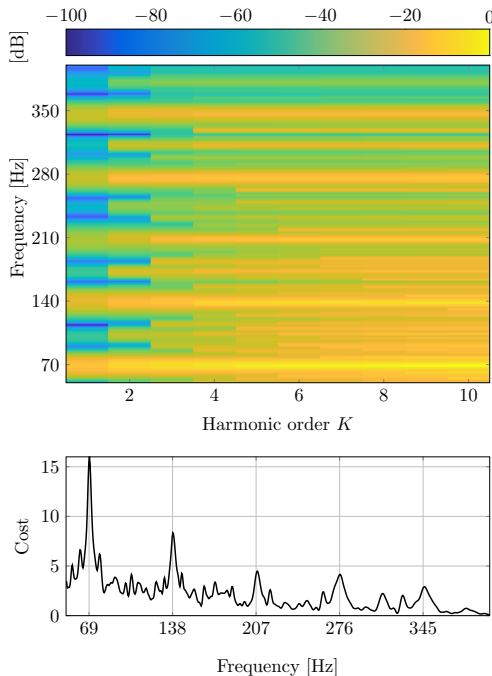 −100 −80 −60 −40 −20 0
[dB]
350
280
210
140
70
Frequency [Hz]
2 4 6 8 10
Harmonic order K
15
10
5
0
Cost
69 138 207 276 345
Frequency [Hz]